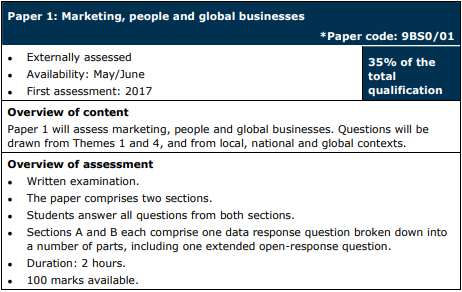 Paper 1: Marketing, people and global businesses
*Paper code: 9BS0/01
• Externally assessed
• Availability: May/June
• First assessment: 2017
35% of the
total
qualification
Overview of content
Paper 1 will assess marketing, people and global businesses. Questions will be
drawn from Themes 1 and 4, and from local, national and global contexts.
Overview of assessment
• Written examination.
• The paper comprises two sections.
• Students answer all questions from both sections.
• Sections A and B each comprise one data response question broken down into
a number of parts, including one extended open-response question.
• Duration: 2 hours.
• 100 marks available.